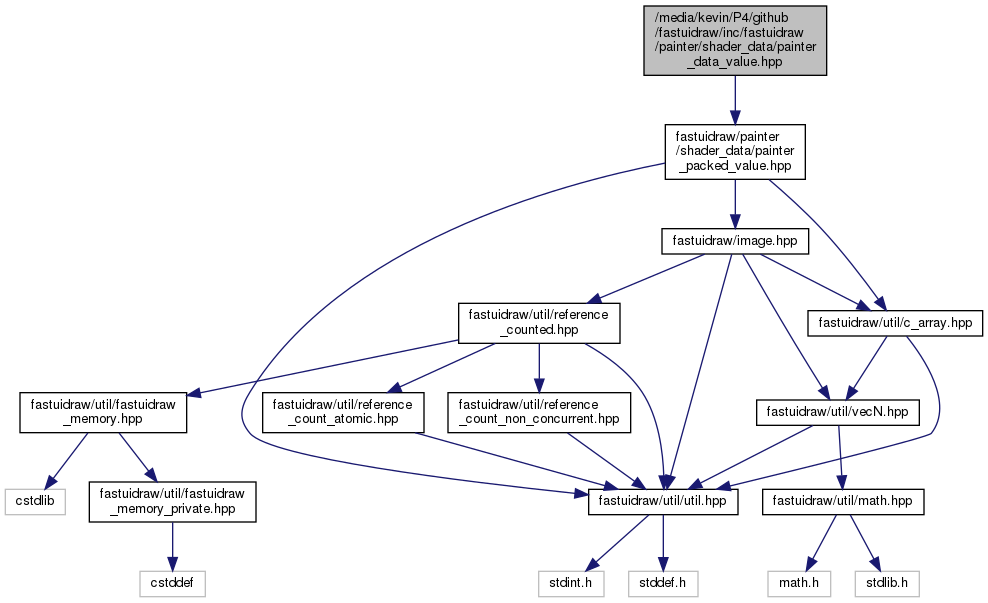 /media/kevin/P4/github
/fastuidraw/inc/fastuidraw
/painter/shader_data/painter
_data_value.hpp
fastuidraw/painter
/shader_data/painter
_packed_value.hpp
fastuidraw/image.hpp
fastuidraw/util/reference
_counted.hpp
fastuidraw/util/c_array.hpp
fastuidraw/util/fastuidraw
_memory.hpp
fastuidraw/util/reference
_count_atomic.hpp
fastuidraw/util/reference
_count_non_concurrent.hpp
fastuidraw/util/vecN.hpp
cstdlib
fastuidraw/util/fastuidraw
_memory_private.hpp
fastuidraw/util/util.hpp
fastuidraw/util/math.hpp
cstddef
stdint.h
stddef.h
math.h
stdlib.h